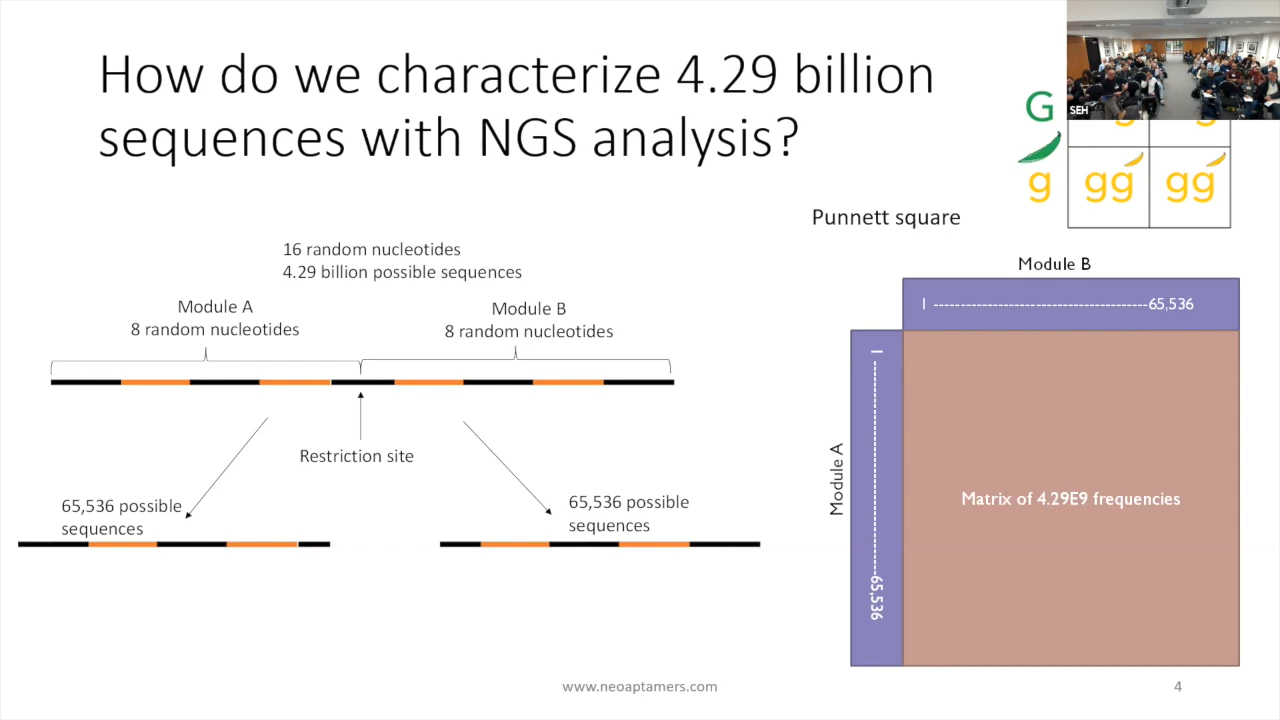 How do we characterize 4.29 billion
sequences with NGS analysis?
SEH
G
g
gg
gg
Punnett square
16 random nucleotides
4.29 billion possible sequences
Module A
8 random nucleotides
Module B
8 random nucleotides
Restriction site
65,536 possible
sequences
65,536 possible
sequences
Module B
1 ----------------------------------------65,536
Module A
1 ----------------------------------------65,536
Matrix of 4.29E9 frequencies
www.neoaptamers.com
4